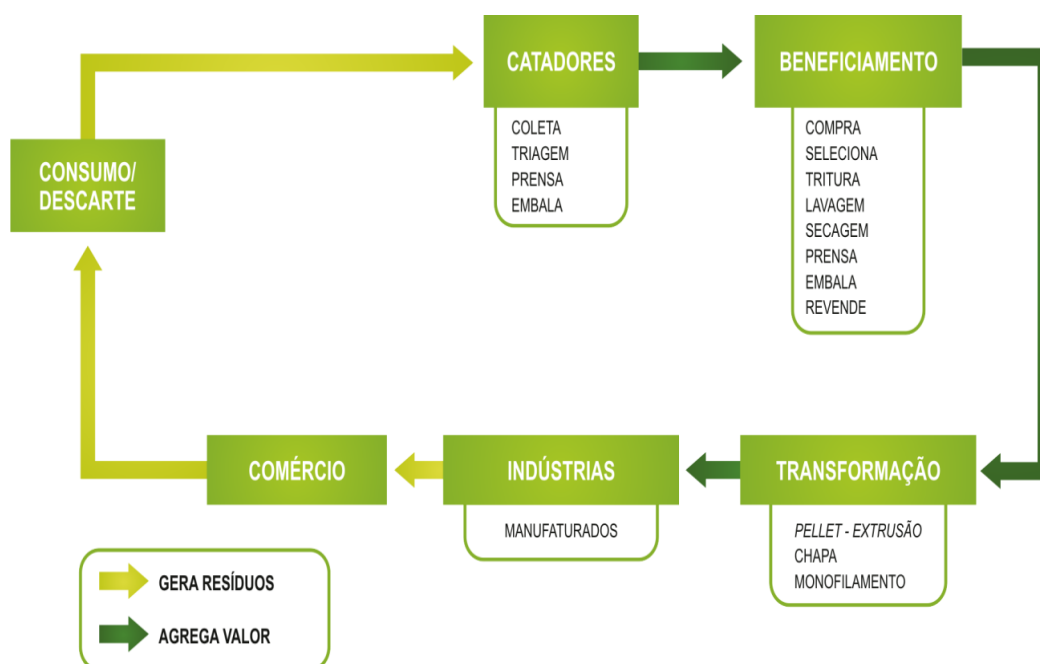 CATADORES
COLETA
TRIAGEM
PRENSA
EMBALA
BENEFICIAMENTO
COMPRA
SELECIONA
TRITURA
LAVAGEM
SECAGEM
PRENSA
EMBALA
REVENDE
TRANSFORMAÇÃO
PELLET - EXTRUSÃO
CHAPA
MONOFILAMENTO
INDÚSTRIAS
MANUFATURADOS
COMÉRCIO
CONSUMO/
DESCARTE
GERA RESÍDUOS
AGREGA VALOR